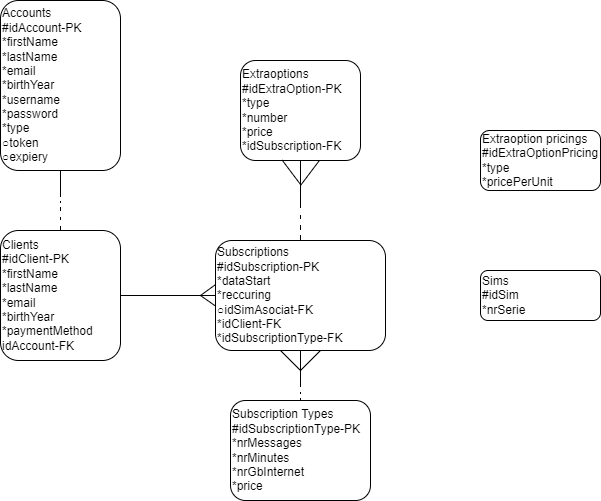 Accounts
#idAccount-PK
*firstName
*lastName
*email
*birthYear
*username
*password
*type
○token
○expiery
Extraoptions
#idExtraOption-PK
*type
*number
*price
*idSubscription-FK
Extraoption pricings
#idExtraOptionPricing
*type
*pricePerUnit
Clients
#idClient-PK
*firstName
*lastName
*email
*birthYear
*paymentMethod
idAccount-FK
Subscriptions
#idSubscription-PK
*dataStart
*reccuring
○idSimAsociat-FK
*idClient-FK
*idSubscriptionType-FK
Sims
#idSim
*nrSerie
Subscription Types
#idSubscriptionType-PK
*nrMessages
*nrMinutes
*nrGbInternet
*price